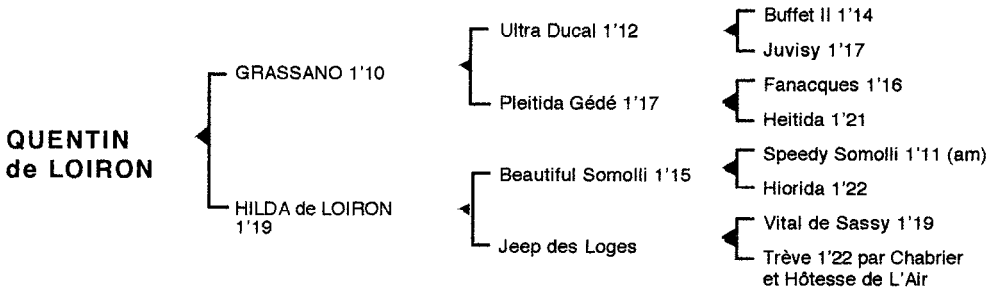 QUENTIN
de LOIRON
GRASSANO 1'10
HILDA de LOIRON
1'19
Ultra Ducal 1'12
Pleitida Gédé 1'17
Beautiful Somolli 1'15
Jeep des Loges
Buffet II 1'14
Juvisy 1'17
Fanacques 1'16
Heitida 1'21
Speedy Somolli 1'11 (am)
Hiorida 1'22
Vital de Sassy 1'19
Trève 1'22 par Chabrier
et Hôtesse de L'Air